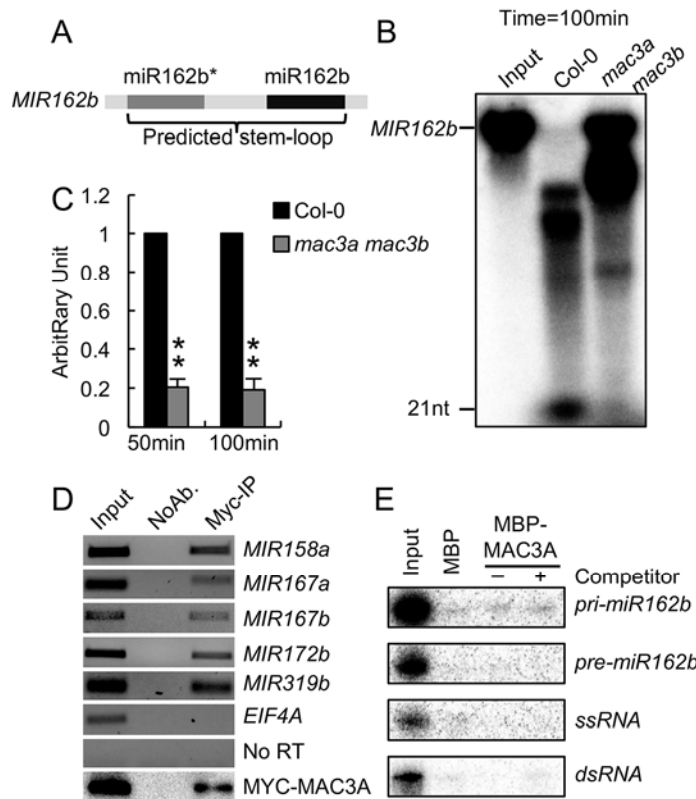 A
miR162b* miR162b
MIR162b
Predicted stem-loop
B
Time=100min
Input Col-0 mac3a mac3b
MIR162b
21nt
C
ArbitRary Unit
1.2
1
0.8
0.6
0.4
0.2
0
Col-0
mac3a mac3b
**
**
50min 100min
D
Input NoAb. Myc-IP
MIR158a
MIR167a
MIR167b
MIR172b
MIR319b
EIF4A
No RT
MYC-MAC3A
E
Input MBP MBP-MAC3A
− + Competitor
pri-miR162b
pre-miR162b
ssRNA
dsRNA